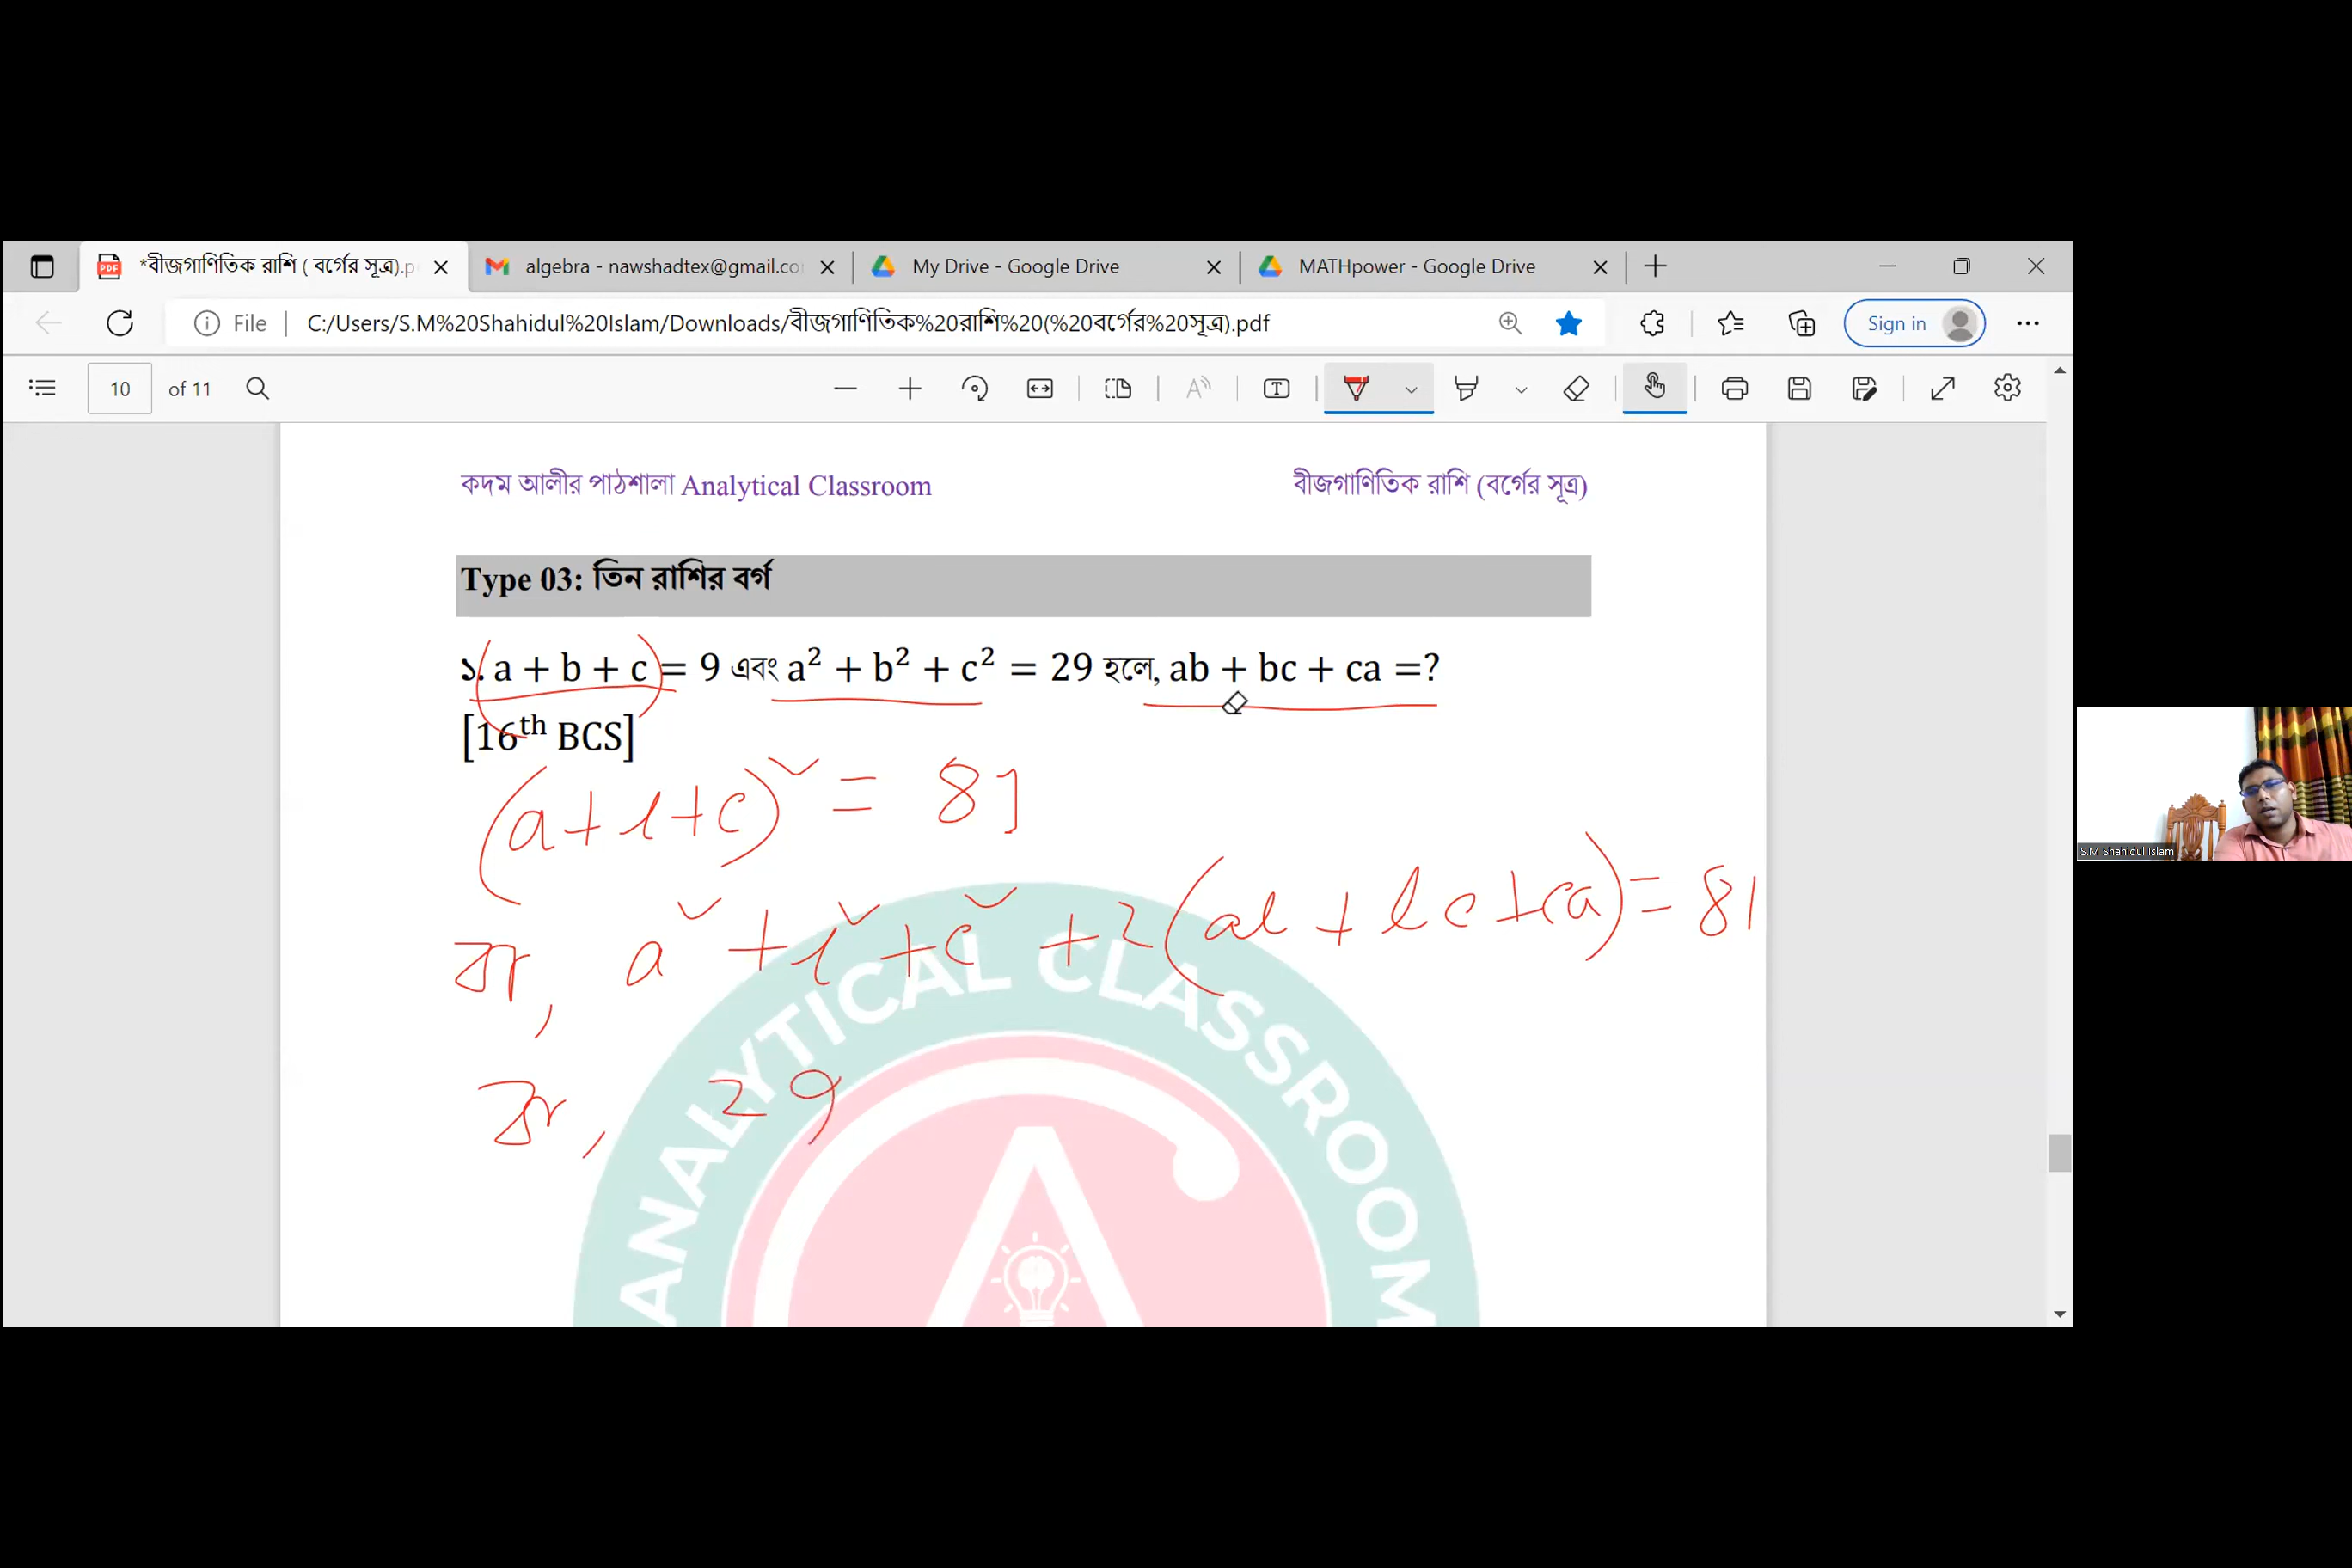 *বীজগাণিতিক রাশি ( বর্গের সূত্র).p
algebra - nawshadtex@gmail.co
My Drive - Google Drive
MATHpower - Google Drive
File
C:/Users/S.M%20Shahidul%20Islam/Downloads/বীজগাণিতিক%20রাশি%20(%20বর্গের%20সূত্র).pdf
Sign in
10 of 11
কদম আলীর পাঠশালা Analytical Classroom
বীজগাণিতিক রাশি (বর্গের সূত্র)
Type 03: তিন রাশির বর্গ
১. a + b + c = 9 এবং a² + b² + c² = 29 হলে, ab + bc + ca =?
[16ᵗʰ BCS]
(a+b+c)² = 81
বা, a² + b² + c² + 2(ab + bc + ca) = 81
বা, 29
ANALYTICAL CLASSROOM
S.M Shahidul Islam